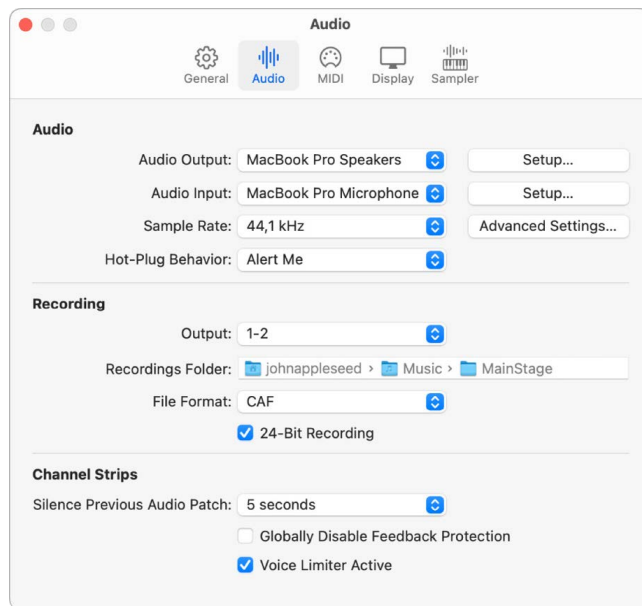 Audio
General Audio MIDI Display Sampler
Audio
Audio Output: MacBook Pro Speakers Setup...
Audio Input: MacBook Pro Microphone Setup...
Sample Rate: 44,1 kHz Advanced Settings...
Hot-Plug Behavior: Alert Me
Recording
Output: 1-2
Recordings Folder: johnappleseed › Music › MainStage
File Format: CAF
24-Bit Recording
Channel Strips
Silence Previous Audio Patch: 5 seconds
Globally Disable Feedback Protection
Voice Limiter Active